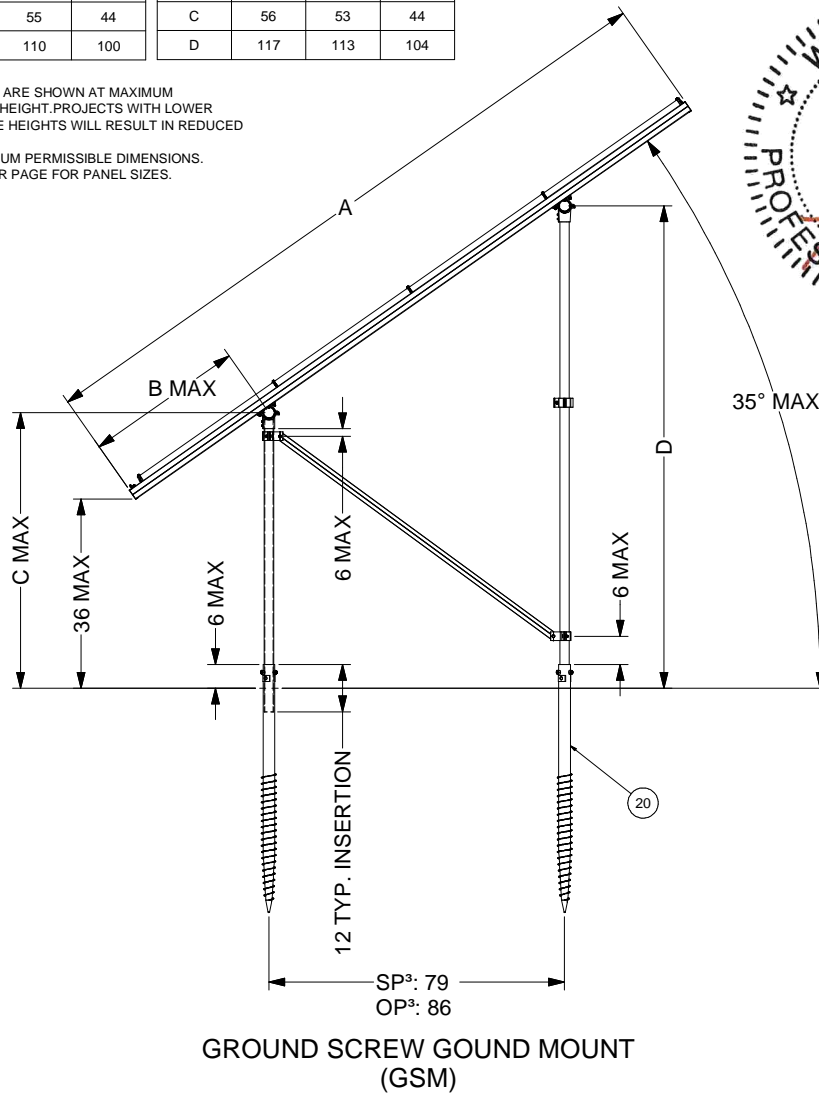 55 44
110 100
C 56 53 44
D 117 113 104
ARE SHOWN AT MAXIMUM
HEIGHT.PROJECTS WITH LOWER
HEIGHTS WILL RESULT IN REDUCED
UM PERMISSIBLE DIMENSIONS.
R PAGE FOR PANEL SIZES.
PROFES
A
B MAX
35° MAX
D
C MAX
36 MAX
6 MAX
6 MAX
6 MAX
12 TYP. INSERTION
20
SP³: 79
OP³: 86
GROUND SCREW GOUND MOUNT
(GSM)